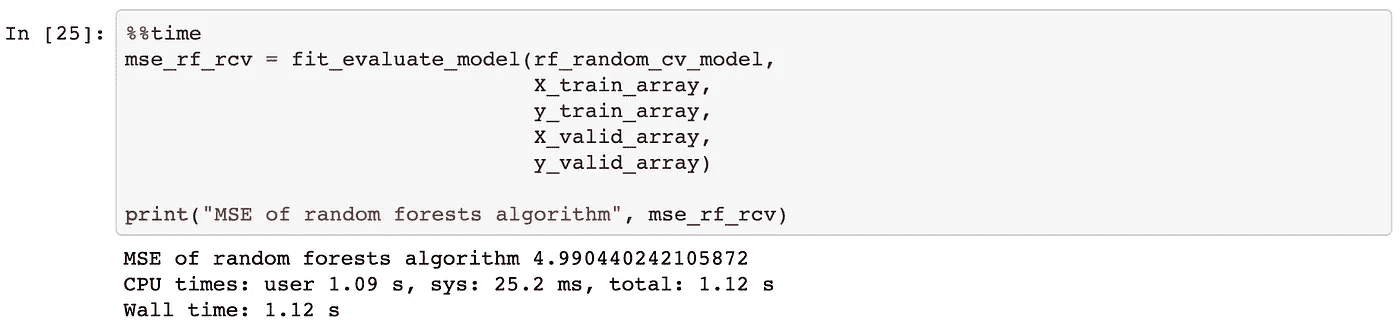 In [25]: %%time
mse_rf_rcv = fit_evaluate_model(rf_random_cv_model,
X_train_array,
y_train_array,
X_valid_array,
y_valid_array)
print("MSE of random forests algorithm", mse_rf_rcv)
MSE of random forests algorithm 4.990440242105872
CPU times: user 1.09 s, sys: 25.2 ms, total: 1.12 s
Wall time: 1.12 s